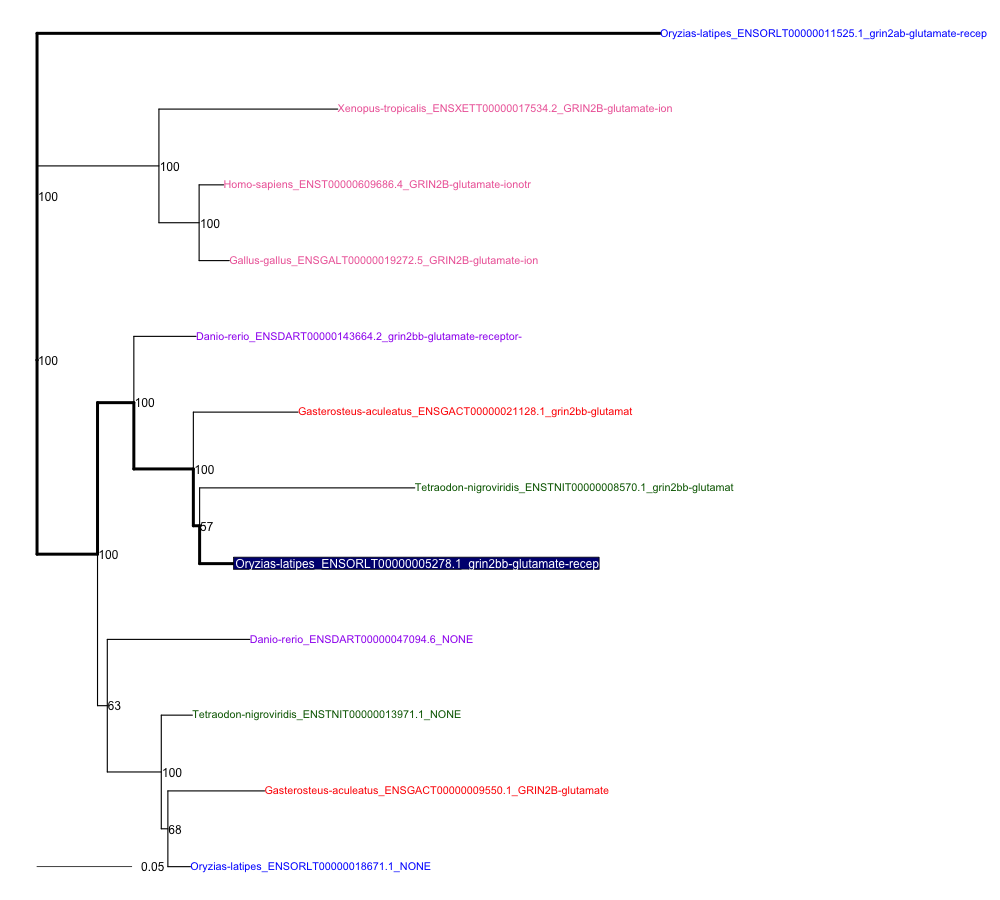 Oryzias-latipes_ENSORLT00000011525.1_grin2ab-glutamate-recep
Xenopus-tropicalis_ENSXETT00000017534.2_GRIN2B-glutamate-ion
100
Homo-sapiens_ENST00000609686.4_GRIN2B-glutamate-ionotr
100
100
Gallus-gallus_ENSGALT00000019272.5_GRIN2B-glutamate-ion
Danio-rerio_ENSDART00000143664.2_grin2bb-glutamate-receptor-
100
100
Gasterosteus-aculeatus_ENSGACT00000021128.1_grin2bb-glutamat
100
Tetraodon-nigroviridis_ENSTNIT00000008570.1_grin2bb-glutamat
57
100
Oryzias-latipes_ENSORLT00000005278.1_grin2bb-glutamate-recep
Danio-rerio_ENSDART00000047094.6_NONE
63
Tetraodon-nigroviridis_ENSTNIT00000013971.1_NONE
100
Gasterosteus-aculeatus_ENSGACT00000009550.1_GRIN2B-glutamate
68
0.05
Oryzias-latipes_ENSORLT00000018671.1_NONE